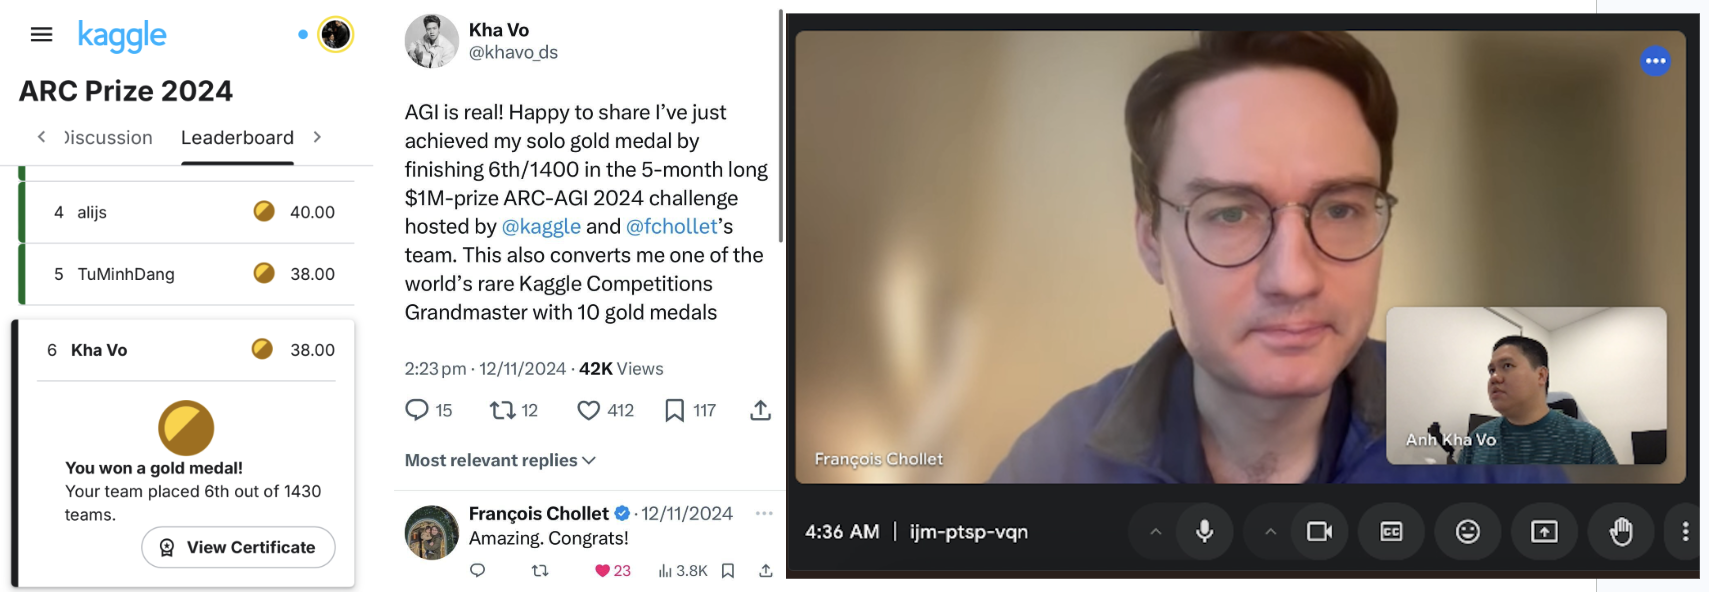 kaggle
ARC Prize 2024
Discussion
Leaderboard
4 alijs 40.00
5 TuMinhDang 38.00
6 Kha Vo 38.00
You won a gold medal!
Your team placed 6th out of 1430
teams.
View Certificate
Kha Vo
@khavo_ds
AGI is real! Happy to share I’ve just
achieved my solo gold medal by
finishing 6th/1400 in the 5-month long
$1M-prize ARC-AGI 2024 challenge
hosted by @kaggle and @fchollet’s
team. This also converts me one of the
world’s rare Kaggle Competitions
Grandmaster with 10 gold medals
2:23 pm · 12/11/2024 · 42K Views
15 12 412 117
Most relevant replies
François Chollet · 12/11/2024
Amazing. Congrats!
23 3.8K
François Chollet
Anh Kha Vo
4:36 AM | ijm-ptsp-vqn
CC